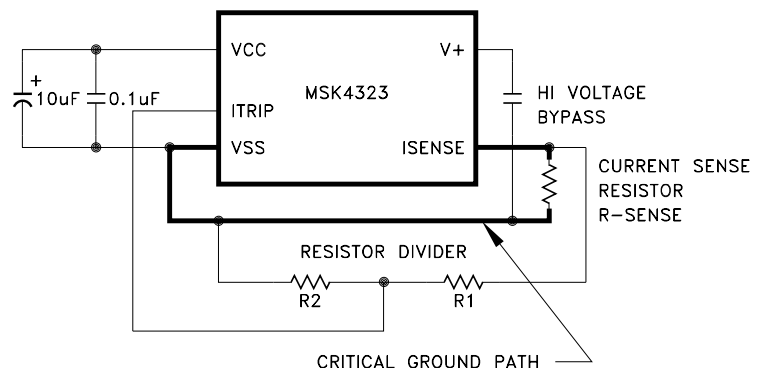 VCC
V+
+
10uF
0.1uF
MSK4323
HI VOLTAGE
BYPASS
ITRIP
VSS
ISENSE
CURRENT SENSE
RESISTOR
R-SENSE
RESISTOR DIVIDER
R2
R1
CRITICAL GROUND PATH